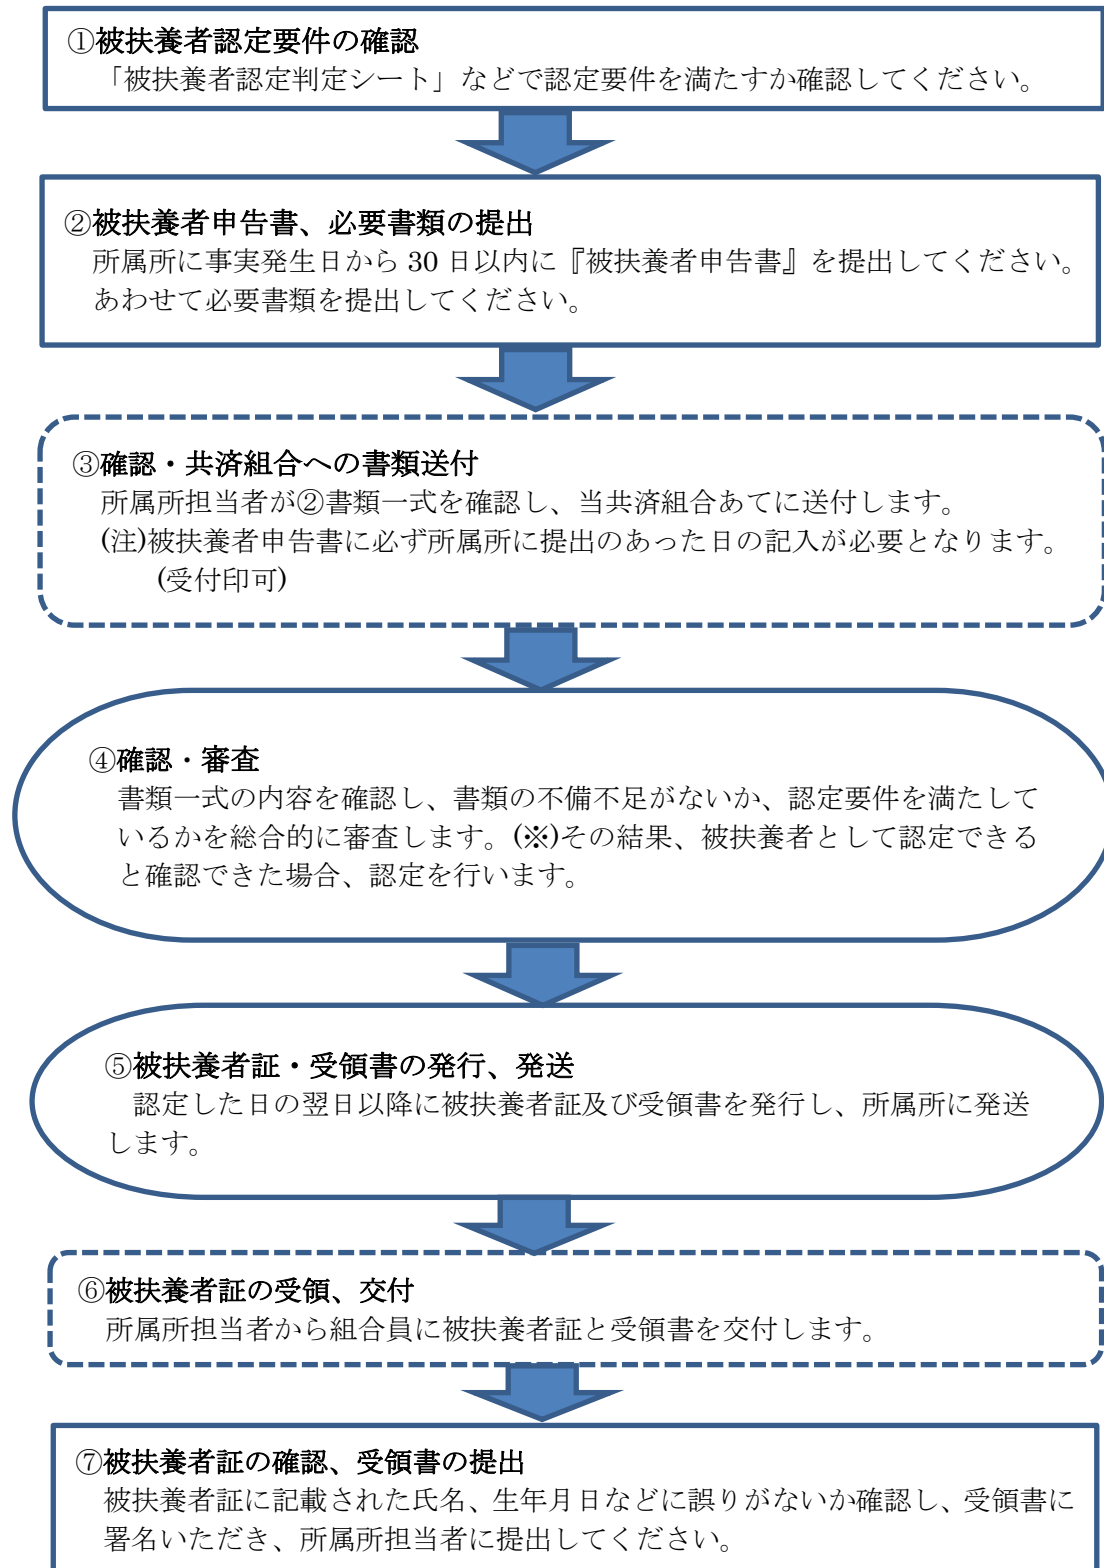 ①被扶養者認定要件の確認
「被扶養者認定判定シート」などで認定要件を満たすか確認してください。
②被扶養者申告書、必要書類の提出
所属所に事実発生日から 30 日以内に『被扶養者申告書』を提出してください。
あわせて必要書類を提出してください。
③確認・共済組合への書類送付
所属所担当者が②書類一式を確認し、当共済組合あてに送付します。
(注)被扶養者申告書に必ず所属所に提出のあった日の記入が必要となります。
(受付印可)
④確認・審査
書類一式の内容を確認し、書類の不備不足がないか、認定要件を満たして
いるかを総合的に審査します。(※)その結果、被扶養者として認定できる
と確認できた場合、認定を行います。
⑤被扶養者証・受領書の発行、発送
認定した日の翌日以降に被扶養者証及び受領書を発行し、所属所に発送
します。
⑥被扶養者証の受領、交付
所属所担当者から組合員に被扶養者証と受領書を交付します。
⑦被扶養者証の確認、受領書の提出
被扶養者証に記載された氏名、生年月日などに誤りがないか確認し、受領書に
署名いただき、所属所担当者に提出してください。